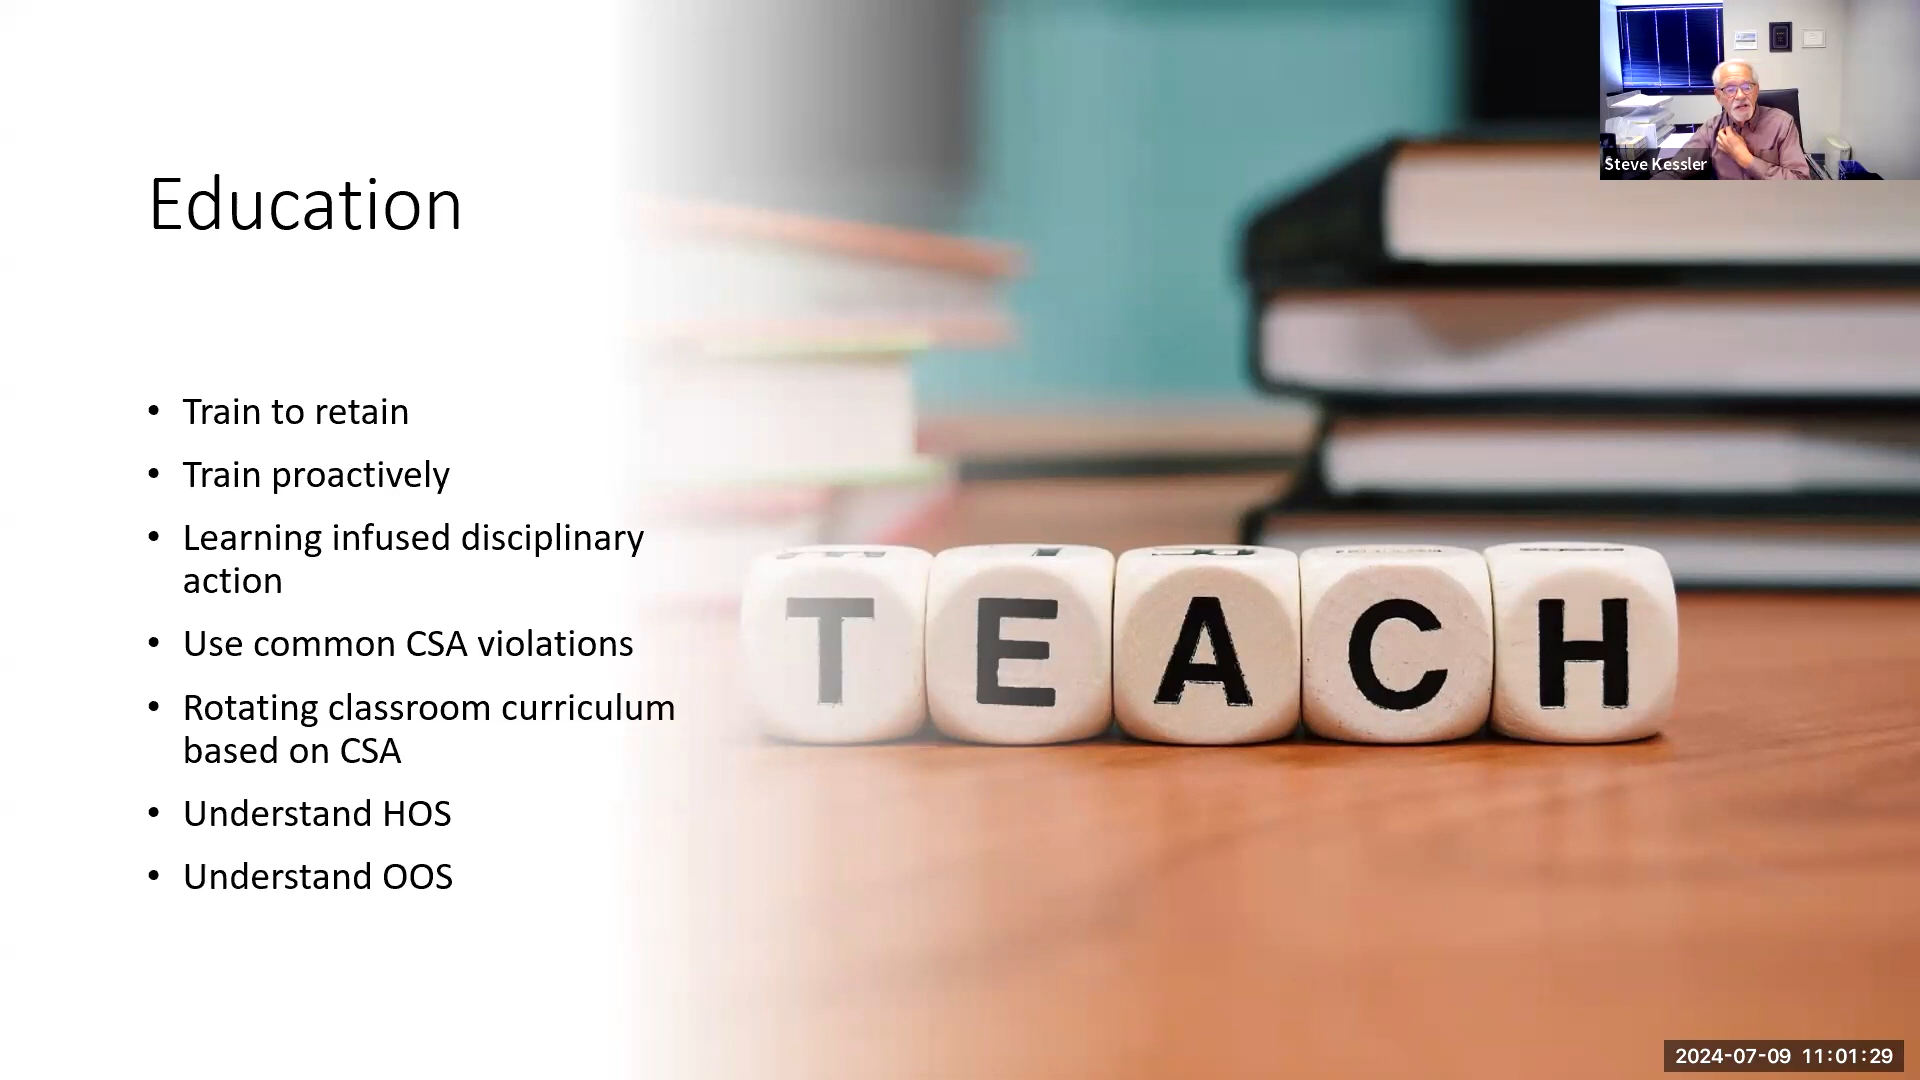 Steve Kessler
Education
• Train to retain
• Train proactively
• Learning infused disciplinary
action
• Use common CSA violations
• Rotating classroom curriculum
based on CSA
• Understand HOS
• Understand OOS
TEACH
2024-07-09 11:01:29